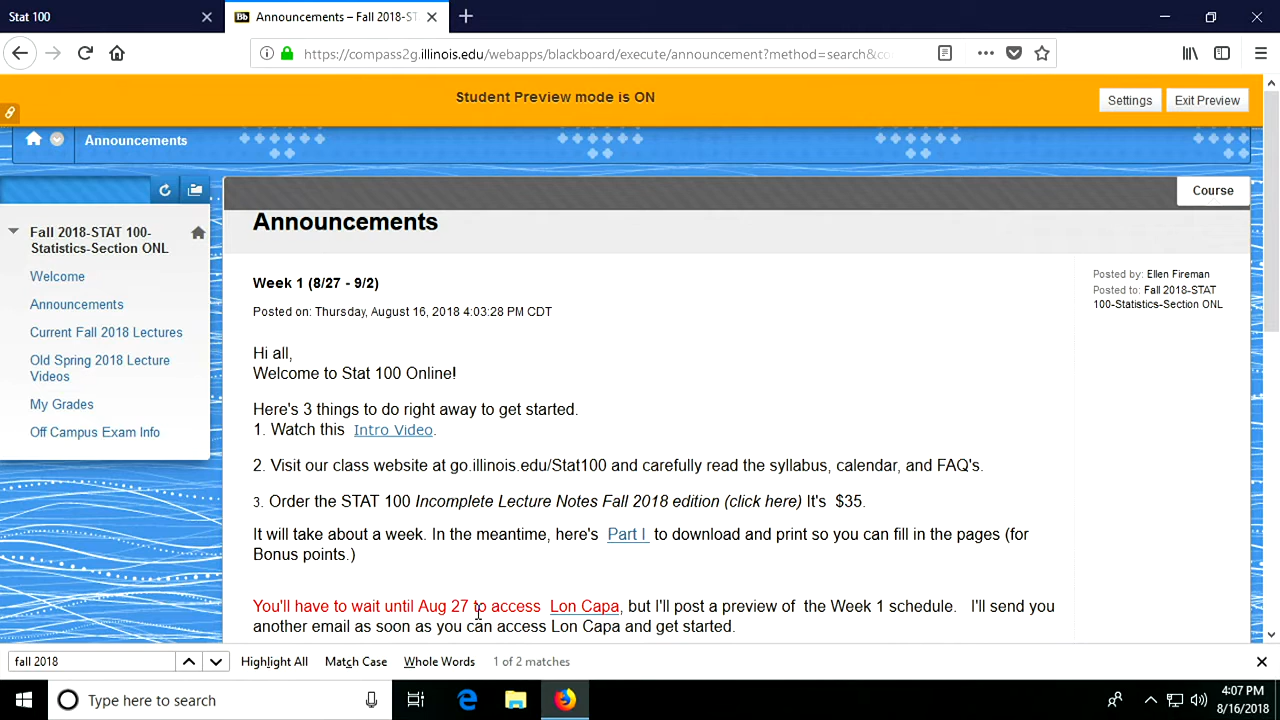 Stat 100
Bb Announcements – Fall 2018-ST
https://compass2g.illinois.edu/webapps/blackboard/execute/announcement?method=search&co
Student Preview mode is ON
Settings
Exit Preview
Announcements
Course
Fall 2018-STAT 100-
Statistics-Section ONL
Welcome
Announcements
Current Fall 2018 Lectures
Old Spring 2018 Lecture
Videos
My Grades
Off Campus Exam Info
Announcements
Week 1 (8/27 - 9/2)
Posted on: Thursday, August 16, 2018 4:03:28 PM CDT
Posted by: Ellen Fireman
Posted to: Fall 2018-STAT
100-Statistics-Section ONL
Hi all,
Welcome to Stat 100 Online!
Here's 3 things to do right away to get started.
1. Watch this Intro Video.
2. Visit our class website at go.illinois.edu/Stat100 and carefully read the syllabus, calendar, and FAQ's.
3. Order the STAT 100 Incomplete Lecture Notes Fall 2018 edition (click here) It's $35.
It will take about a week. In the meantime, here's Part I to download and print so you can fill in the pages (for
Bonus points.)
You'll have to wait until Aug 27 to access Lon Capa, but I'll post a preview of the Week 1 schedule. I'll send you
another email as soon as you can access Lon Capa and get started.
fall 2018
Highlight All
Match Case
Whole Words
1 of 2 matches
Type here to search
4:07 PM
8/16/2018